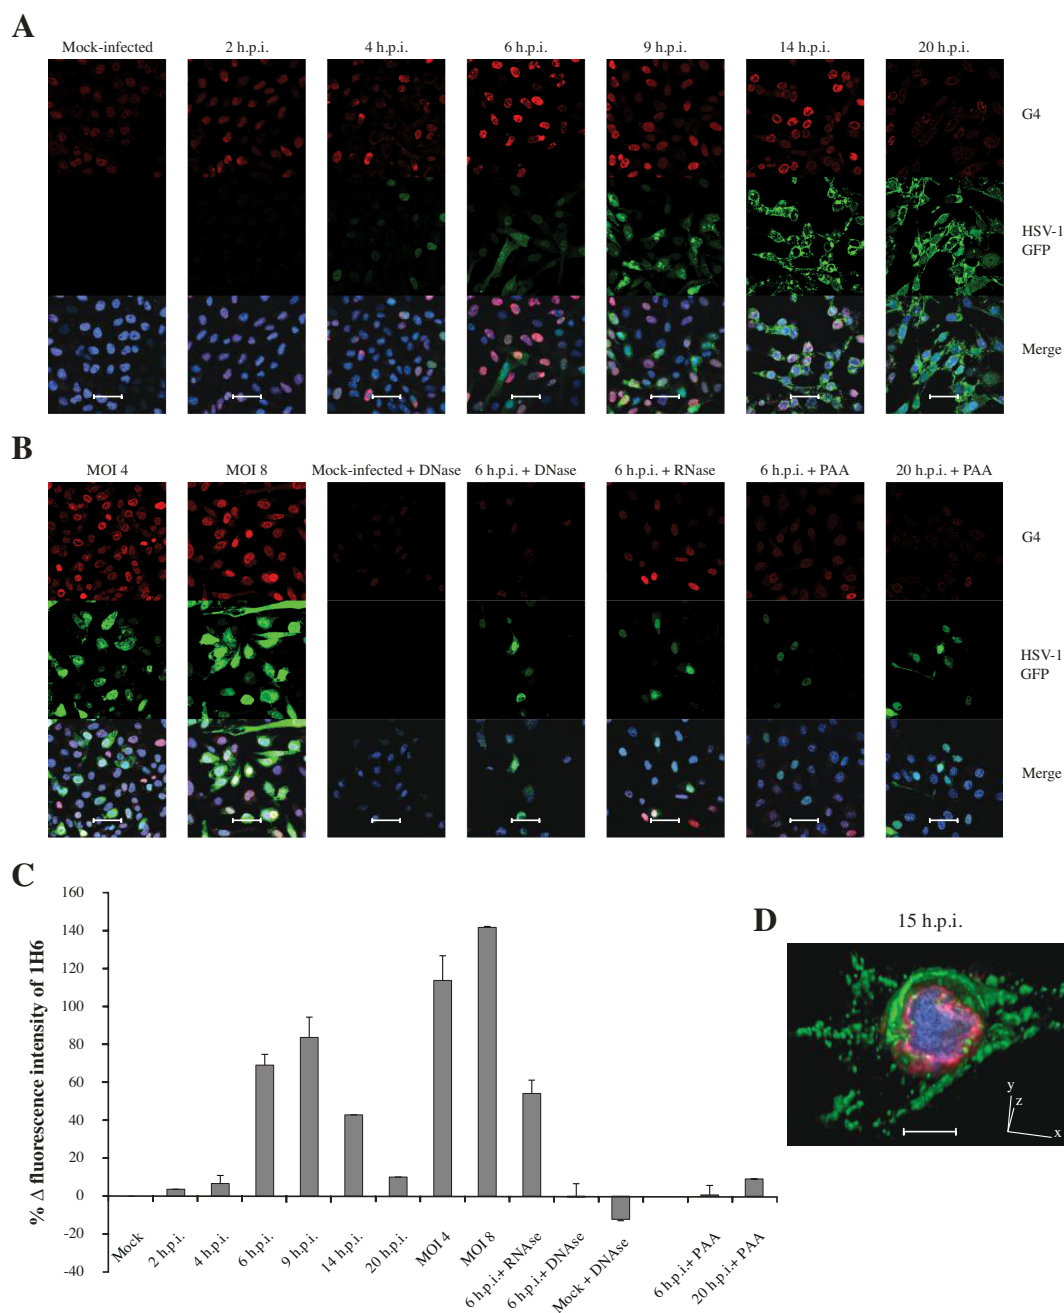 A
Mock-infected 2 h.p.i. 4 h.p.i. 6 h.p.i. 9 h.p.i. 14 h.p.i. 20 h.p.i.
G4
HSV-1
GFP
Merge
B
MOI 4 MOI 8 Mock-infected + DNase 6 h.p.i. + DNase 6 h.p.i. + RNase 6 h.p.i. + PAA 20 h.p.i. + PAA
G4
HSV-1
GFP
Merge
C
% Δ fluorescence intensity of 1H6
160
140
120
100
80
60
40
20
0
-20
-40
Mock
2 h.p.i.
4 h.p.i.
6 h.p.i.
9 h.p.i.
14 h.p.i.
20 h.p.i.
MOI 4
MOI 8
6 h.p.i.+ RNAse
6 h.p.i.+ DNAse
Mock + DNAse
6 h.p.i.+ PAA
20 h.p.i.+ PAA
D
15 h.p.i.
y
z
x